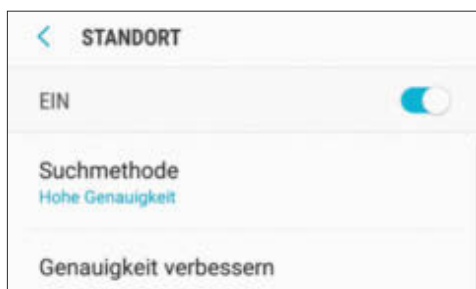 STANDORT
EIN
Suchmethode
Hohe Genauigkeit
Genauigkeit verbessern